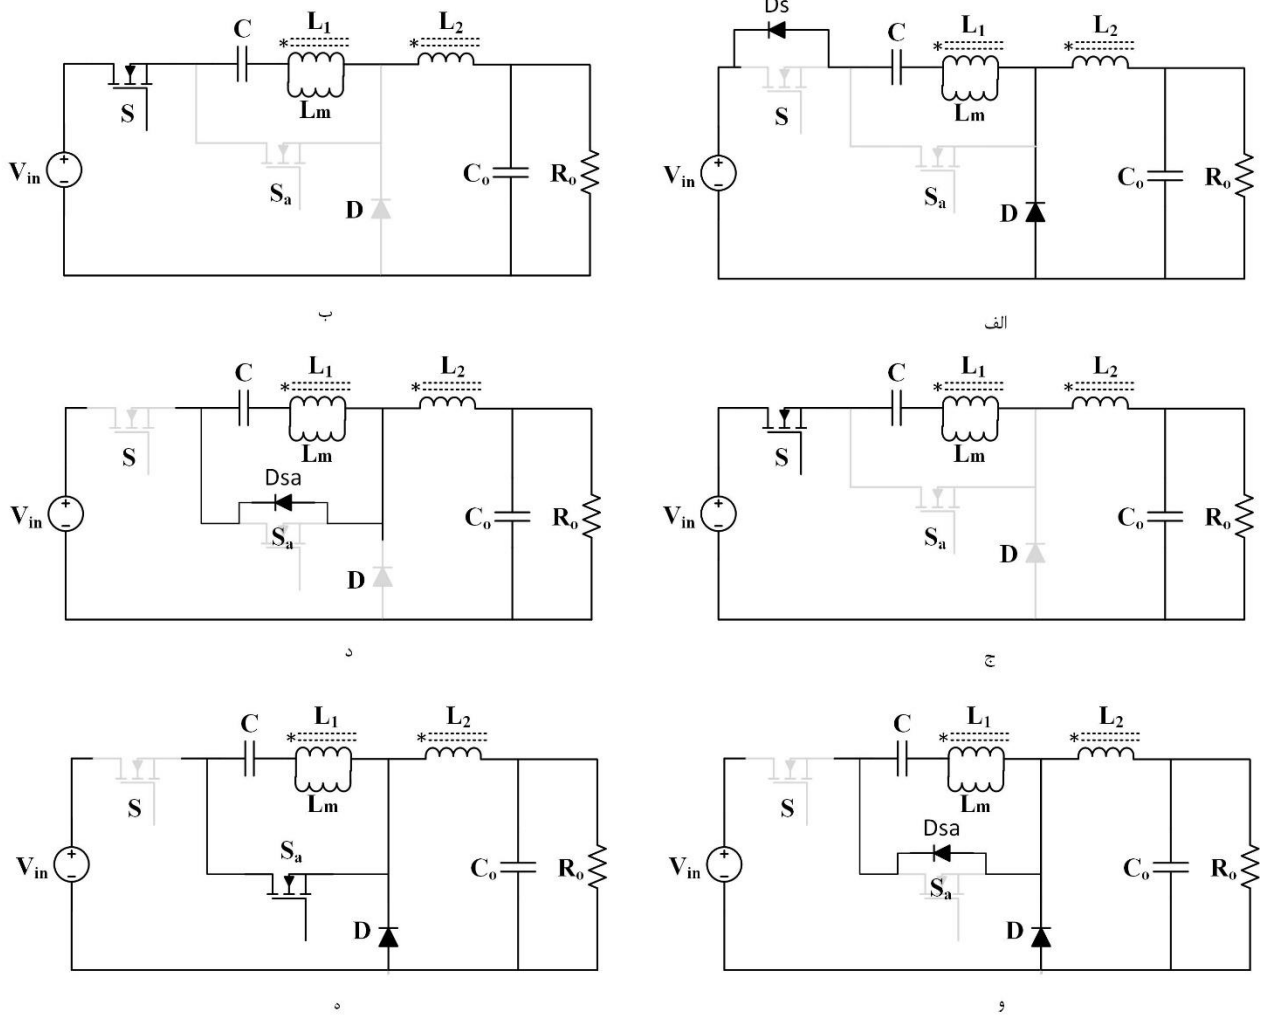 Ds
C L₁ L₂
* *
Lm
S
Sₐ
Vᵢₙ + −
D
Cₒ Rₒ
ب
C L₁ L₂
* *
Lm
S
Sₐ
Vᵢₙ + −
D
Cₒ Rₒ
الف
C L₁ L₂
* *
S
Lm
Dsa
Sₐ
Vᵢₙ + −
D
Cₒ Rₒ
د
C L₁ L₂
* *
S
Lm
Sₐ
Vᵢₙ + −
D
Cₒ Rₒ
ج
C L₁ L₂
* *
S
Lm
Sₐ
Vᵢₙ + −
D
Cₒ Rₒ
ه
C L₁ L₂
* *
S
Lm
Dsa
Sₐ
Vᵢₙ + −
D
Cₒ Rₒ
و